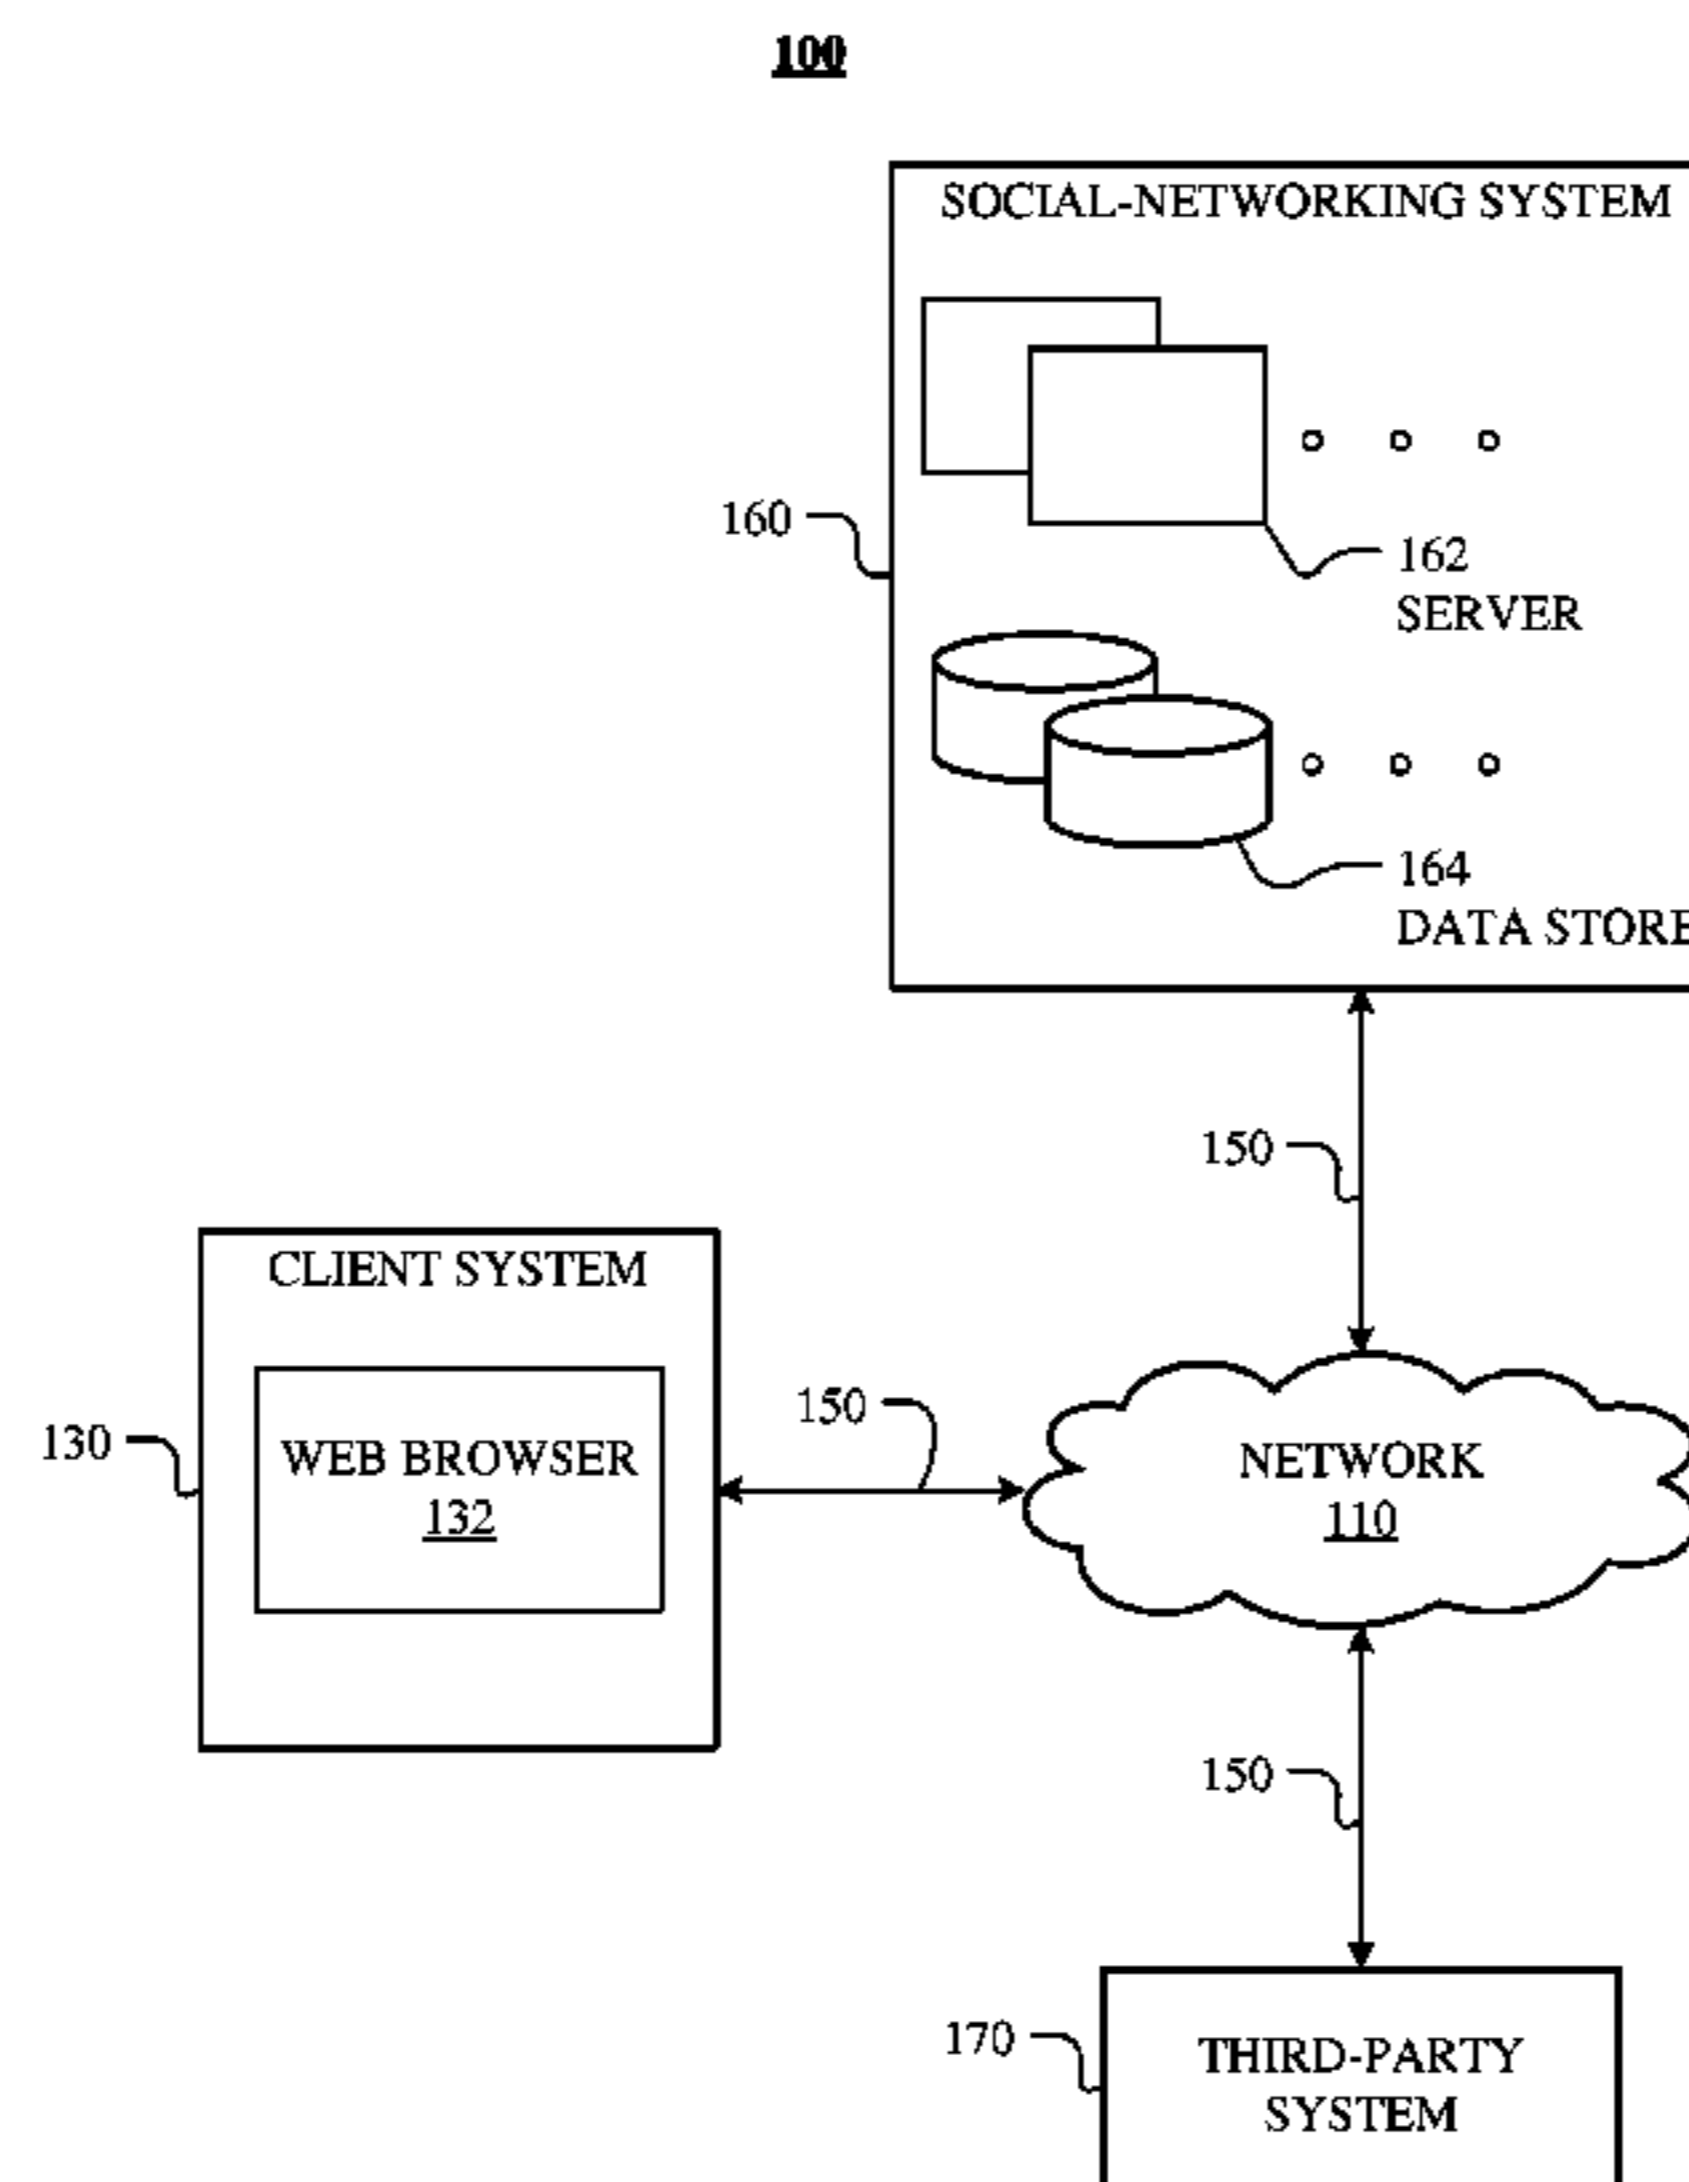 100
SOCIAL-NETWORKING SYSTEM
160
162
SERVER
164
DATA STORE
150
CLIENT SYSTEM
130
WEB BROWSER
132
150
NETWORK
110
150
170
THIRD-PARTY
SYSTEM